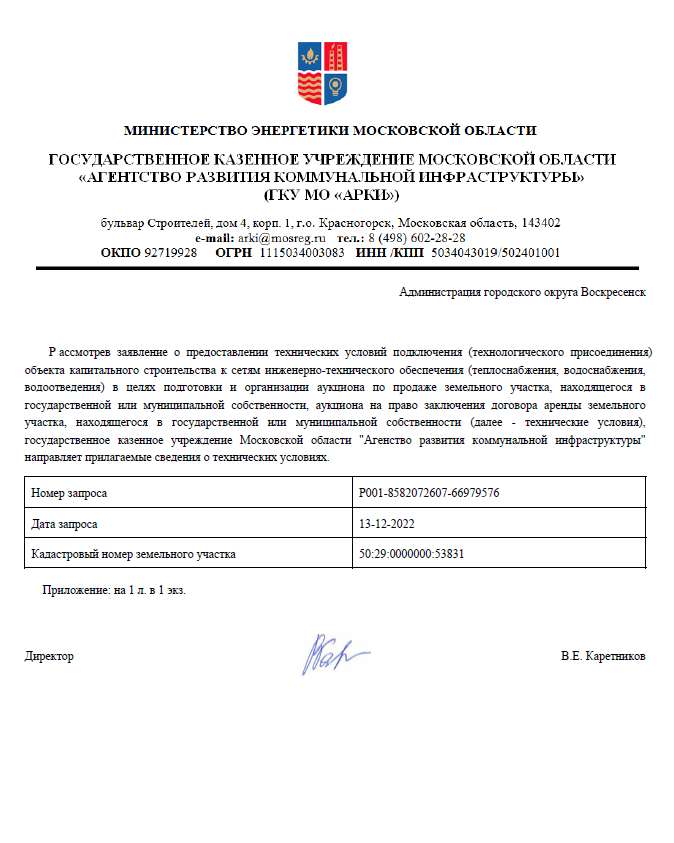 МИНИСТЕРСТВО ЭНЕРГЕТИКИ МОСКОВСКОЙ ОБЛАСТИ
ГОСУДАРСТВЕННОЕ КАЗЕННОЕ УЧРЕЖДЕНИЕ МОСКОВСКОЙ ОБЛАСТИ
«АГЕНТСТВО РАЗВИТИЯ КОММУНАЛЬНОЙ ИНФРАСТРУКТУРЫ»
(ГКУ МО «АРКИ»)
бульвар Строителей, дом 4, корп. 1, г.о. Красногорск, Московская область, 143402
e-mail: arki@mosreg.ru тел.: 8 (498) 602-28-28
ОКПО 92719928 ОГРН 1115034003083 ИНН /КПП 5034043019/502401001
Администрация городского округа Воскресенск
Р ассмотрев заявление о предоставлении технических условий подключения (технологического присоединения)
объекта капитального строительства к сетям инженерно-технического обеспечения (теплоснабжения, водоснабжения,
водоотведения) в целях подготовки и организации аукциона по продаже земельного участка, находящегося в
государственной или муниципальной собственности, аукциона на право заключения договора аренды земельного
участка, находящегося в государственной или муниципальной собственности (далее - технические условия),
государственное казенное учреждение Московской области "Агенство развития коммунальной инфраструктуры"
направляет прилагаемые сведения о технических условиях.
Номер запроса P001-8582072607-66979576
Дата запроса 13-12-2022
Кадастровый номер земельного участка 50:29:0000000:53831
Приложение: на 1 л. в 1 экз.
Директор В.Е. Каретников